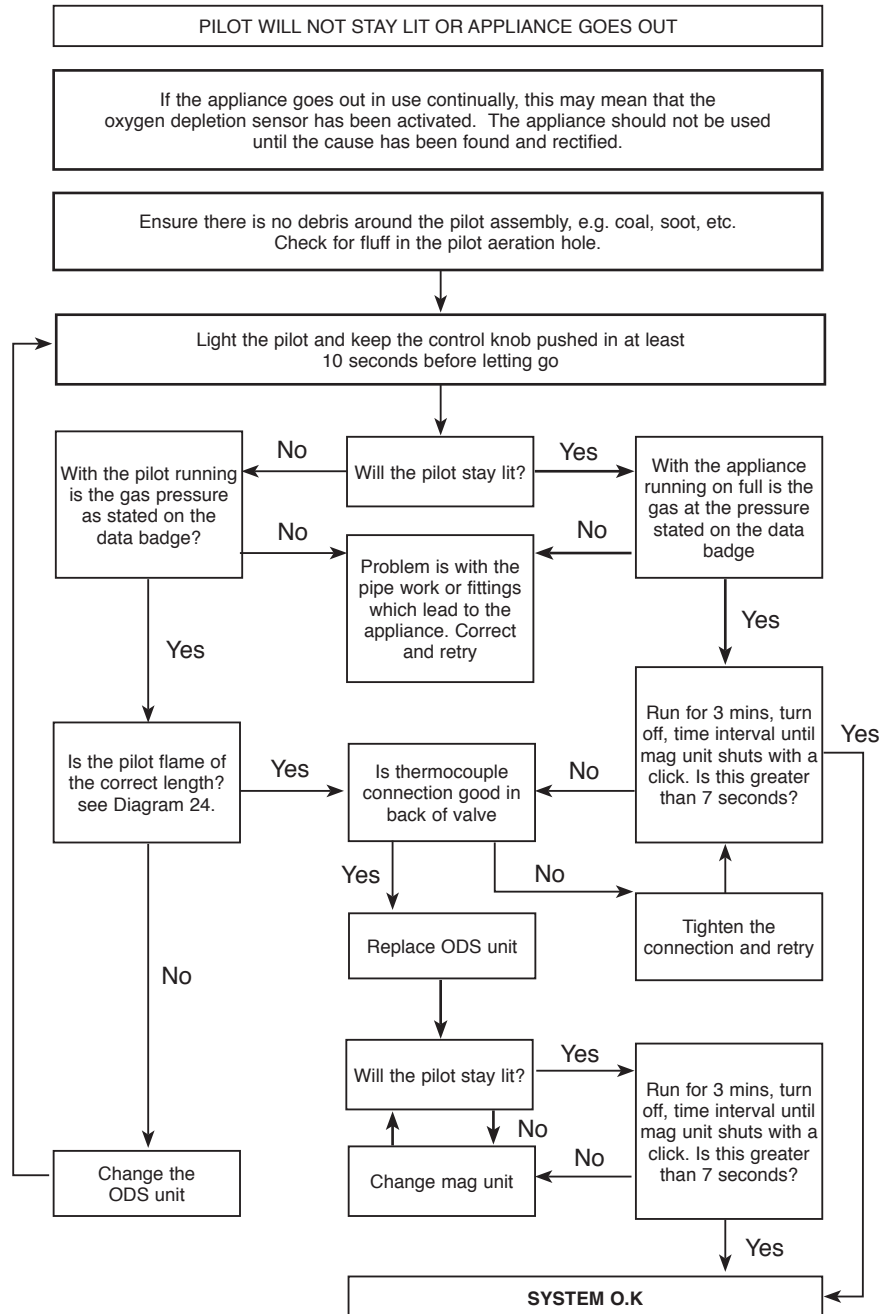 PILOT WILL NOT STAY LIT OR APPLIANCE GOES OUT
If the appliance goes out in use continually, this may mean that the
oxygen depletion sensor has been activated. The appliance should not be used
until the cause has been found and rectified.
Ensure there is no debris around the pilot assembly, e.g. coal, soot, etc.
Check for fluff in the pilot aeration hole.
Light the pilot and keep the control knob pushed in at least
10 seconds before letting go
No
Will the pilot stay lit?
Yes
With the pilot running
is the gas pressure
as stated on the
data badge?
With the appliance
running on full is the
gas at the pressure
stated on the data
badge
No
No
Problem is with the
pipe work or fittings
which lead to the
appliance. Correct
and retry
Yes
Yes
Is the pilot flame of
the correct length?
see Diagram 24.
Yes
Is thermocouple
connection good in
back of valve
No
Run for 3 mins, turn
off, time interval until
mag unit shuts with a
click. Is this greater
than 7 seconds?
Yes
Yes
No
Tighten the
connection and retry
Replace ODS unit
No
Will the pilot stay lit?
Yes
Run for 3 mins, turn
off, time interval until
mag unit shuts with a
click. Is this greater
than 7 seconds?
No
No
Change mag unit
Change the
ODS unit
Yes
SYSTEM O.K